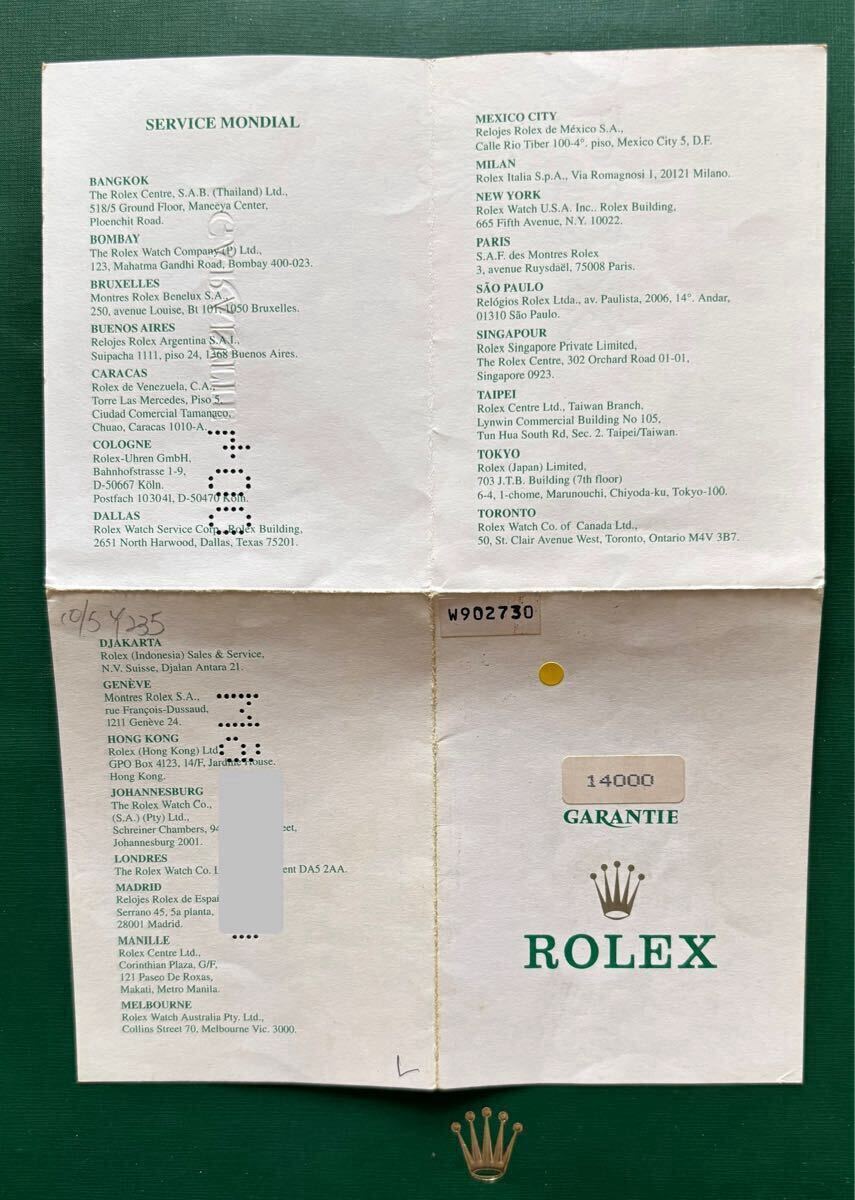 SERVICE MONDIAL
BANGKOK
The Rolex Centre, S.A.B. (Thailand) Ltd.,
518/5 Ground Floor, Maneeya Center,
Ploenchit Road.
BOMBAY
The Rolex Watch Company (P) Ltd.,
123, Mahatma Gandhi Road, Bombay 400-023.
BRUXELLES
Montres Rolex Benelux S.A.,
250, avenue Louise, Bt 101, 1050 Bruxelles.
BUENOS AIRES
Relojes Rolex Argentina S.A.I.,
Suipacha 1111, piso 24, 1368 Buenos Aires.
CARACAS
Rolex de Venezuela, C.A.,
Torre Las Mercedes, Piso 5,
Ciudad Comercial Tamanaco,
Chuao, Caracas 1010-A.
COLOGNE
Rolex-Uhren GmbH,
Bahnhofstrasse 1-9,
D-50667 Köln.
Postfach 103041, D-50470 Köln.
DALLAS
Rolex Watch Service Corp., Rolex Building,
2651 North Harwood, Dallas, Texas 75201.
MEXICO CITY
Relojes Rolex de México S.A.,
Calle Rio Tiber 100-4°. piso, Mexico City 5, D.F.
MILAN
Rolex Italia S.p.A., Via Romagnosi 1, 20121 Milano.
NEW YORK
Rolex Watch U.S.A. Inc.. Rolex Building,
665 Fifth Avenue, N.Y. 10022.
PARIS
S.A.F. des Montres Rolex
3, avenue Ruysdaël, 75008 Paris.
SÃO PAULO
Relógios Rolex Ltda., av. Paulista, 2006, 14°. Andar,
01310 São Paulo.
SINGAPOUR
Rolex Singapore Private Limited,
The Rolex Centre, 302 Orchard Road 01-01,
Singapore 0923.
TAIPEI
Rolex Centre Ltd., Taiwan Branch,
Lynwin Commercial Building No 105,
Tun Hua South Rd, Sec. 2. Taipei/Taiwan.
TOKYO
Rolex (Japan) Limited,
703 J.T.B. Building (7th floor)
6-4, 1-chome, Marunouchi, Chiyoda-ku, Tokyo-100.
TORONTO
Rolex Watch Co. of Canada Ltd.,
50, St. Clair Avenue West, Toronto, Ontario M4V 3B7.
DJAKARTA
Rolex (Indonesia) Sales & Service,
N.V. Suisse, Djalan Antara 21.
GENÈVE
Montres Rolex S.A.,
rue François-Dussaud,
1211 Genève 24.
HONG KONG
Rolex (Hong Kong) Ltd
GPO Box 4123, 14/F, Jardine House.
Hong Kong.
JOHANNESBURG
The Rolex Watch Co.,
(S.A.) (Pty) Ltd.,
Schreiner Chambers, 94
Johannesburg 2001.
LONDRES
The Rolex Watch Co. DA5 2AA.
MADRID
Relojes Rolex de
Serrano 45, 5a planta,
28001 Madrid.
MANILLE
Rolex Centre Ltd.,
Corinthian Plaza, G/F,
121 Paseo De Roxas,
Makati, Metro Manila.
MELBOURNE
Rolex Watch Australia Pty. Ltd.,
Collins Street 70, Melbourne Vic. 3000.
L
W902730
14000
GARANTIE
ROLEX